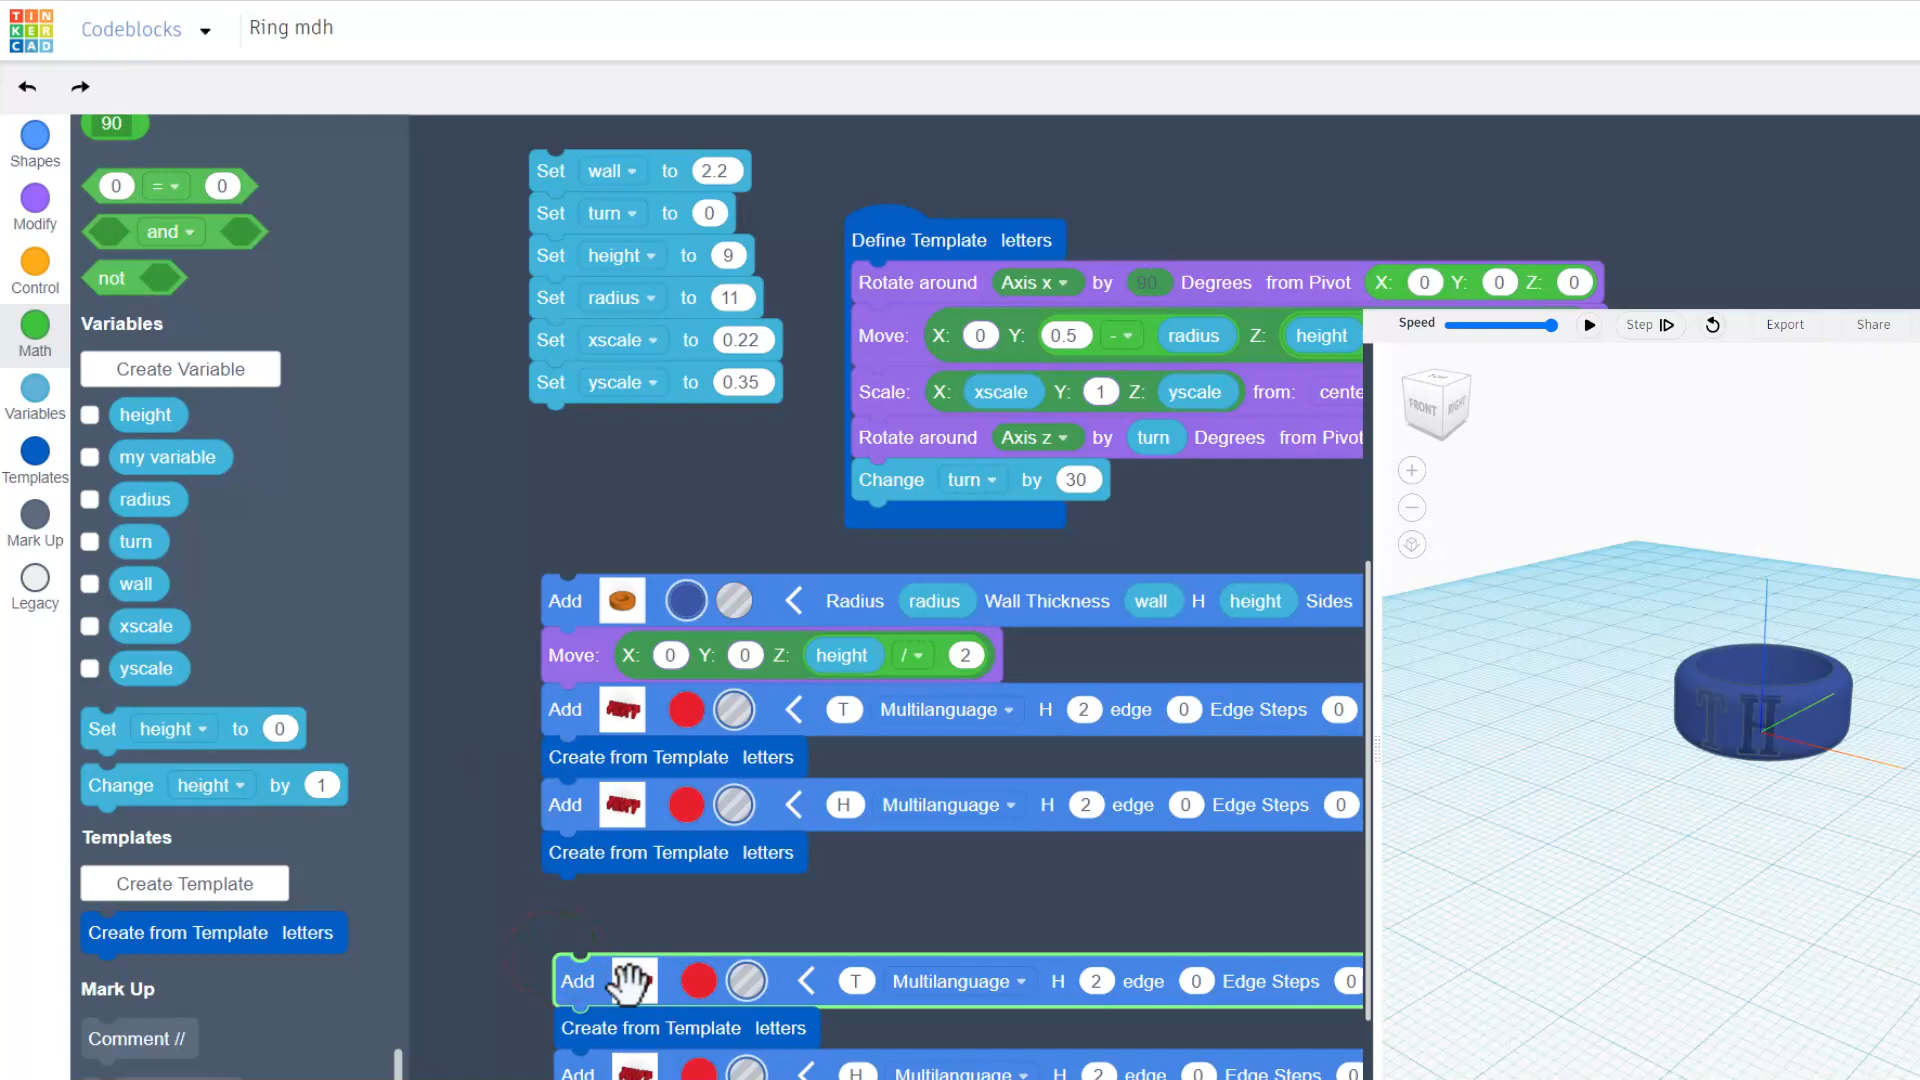 TIN
KER
CAD
Codeblocks
Ring mdh
Shapes
Modify
Control
Math
Variables
Templates
Mark Up
Legacy
90
0 = 0
and
not
Variables
Create Variable
height
my variable
radius
turn
wall
xscale
yscale
Set height to 0
Change height by 1
Templates
Create Template
Create from Template letters
Mark Up
Comment //
Set wall to 2.2
Set turn to 0
Set height to 9
Set radius to 11
Set xscale to 0.22
Set yscale to 0.35
Define Template letters
Rotate around Axis x by 90 Degrees from Pivot X: 0 Y: 0 Z: 0
Move: X: 0 Y: 0.5 - radius Z: height
Scale: X: xscale Y: 1 Z: yscale from: cente
Rotate around Axis z by turn Degrees from Pivot
Change turn by 30
Add Radius radius Wall Thickness wall H height Sides
Move: X: 0 Y: 0 Z: height / 2
Add T Multilanguage H 2 edge 0 Edge Steps 0
Create from Template letters
Add H Multilanguage H 2 edge 0 Edge Steps 0
Create from Template letters
Add T Multilanguage H 2 edge 0 Edge Steps 0
Create from Template letters
Add H Multilanguage H 2 edge 0 Edge Steps 0
Speed Step Export Share
FRONT RIGHT
T H